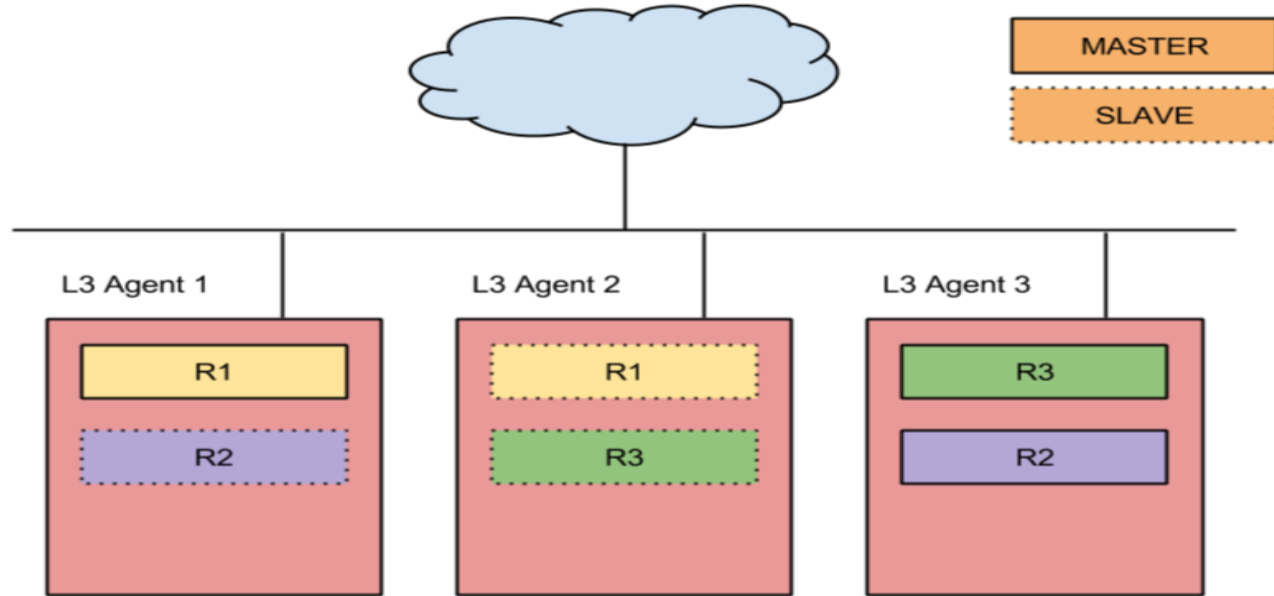 MASTER
SLAVE
L3 Agent 1
L3 Agent 2
L3 Agent 3
R1
R1
R3
R2
R3
R2